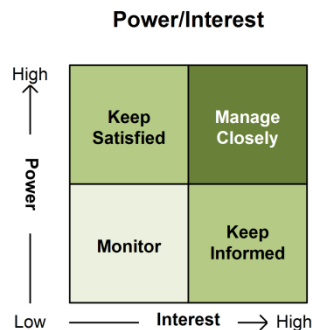 Power/Interest
High
Keep
Satisfied
Manage
Closely
Power
Monitor
Keep
Informed
Low
Interest
High